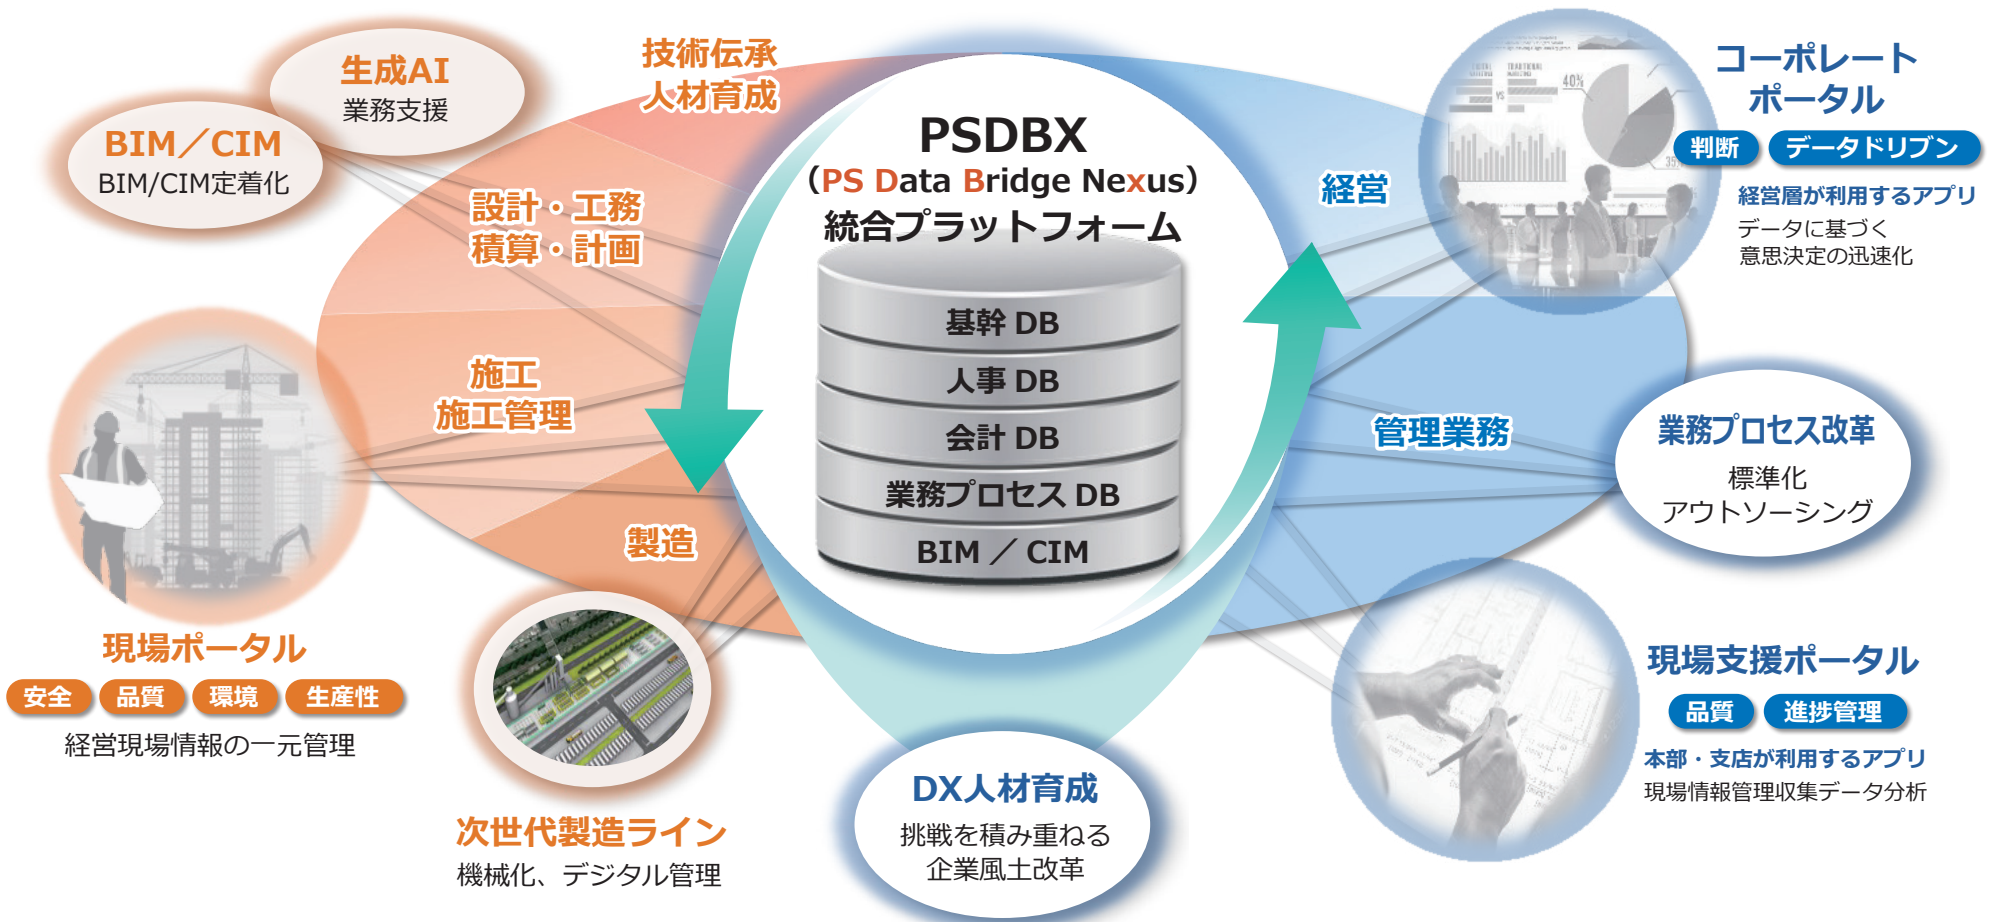 生成AI
業務支援
BIM／CIM
BIM/CIM定着化
技術伝承
人材育成
設計・工務
積算・計画
施工
施工管理
製造
現場ポータル
安全 品質 環境 生産性
経営現場情報の一元管理
次世代製造ライン
機械化、デジタル管理
PSDBX
（PS Data Bridge Nexus）
統合プラットフォーム
基幹 DB
人事 DB
会計 DB
業務プロセス DB
BIM ／ CIM
DX人材育成
挑戦を積み重ねる
企業風土改革
経営
管理業務
40%
VS
35%
コーポレート
ポータル
判断 データドリブン
経営層が利用するアプリ
データに基づく
意思決定の迅速化
業務プロセス改革
標準化
アウトソーシング
現場支援ポータル
品質 進捗管理
本部・支店が利用するアプリ
現場情報管理収集データ分析